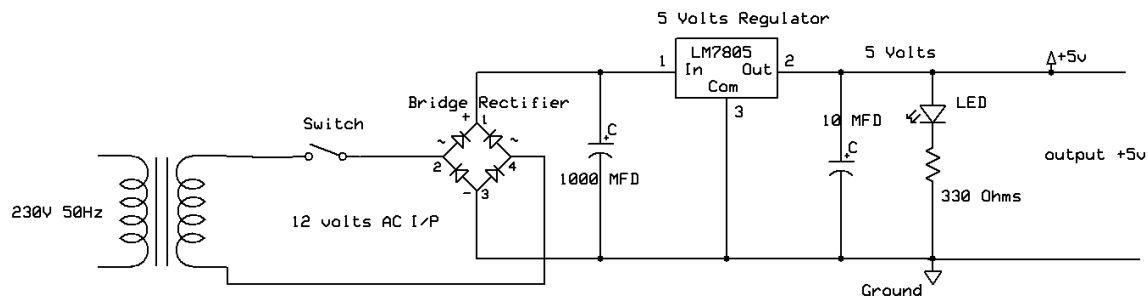 5 Volts Regulator
LM7805
1
In
Out
2
Com
3
5 Volts
+5v
Bridge Rectifier
+
1
~
~
2
4
-
3
Switch
+
C
1000 MFD
10 MFD
+
C
LED
330 Ohms
output +5v
230V 50Hz
12 volts AC I/P
Ground